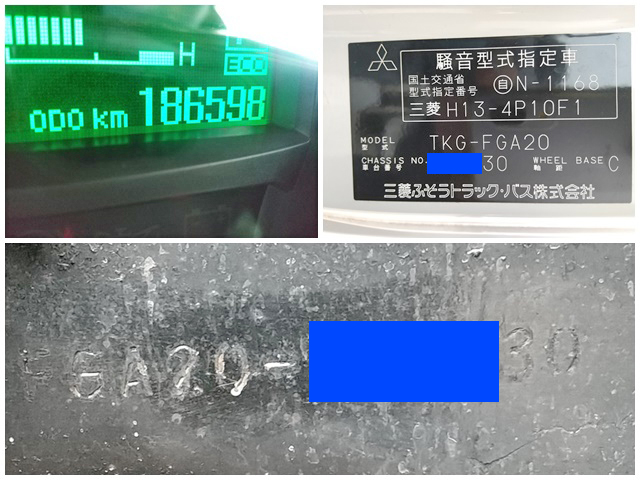 H
ECO
ODO km 186598
騒音型式指定車
国土交通省
型式指定番号
自N-1168
三菱 H13-4P10F1
MODEL
型式
TKG-FGA20
CHASSIS NO.
車台番号
30
WHEEL BASE
軸距
C
三菱ふそうトラック・バス株式会社
FGA20-
30